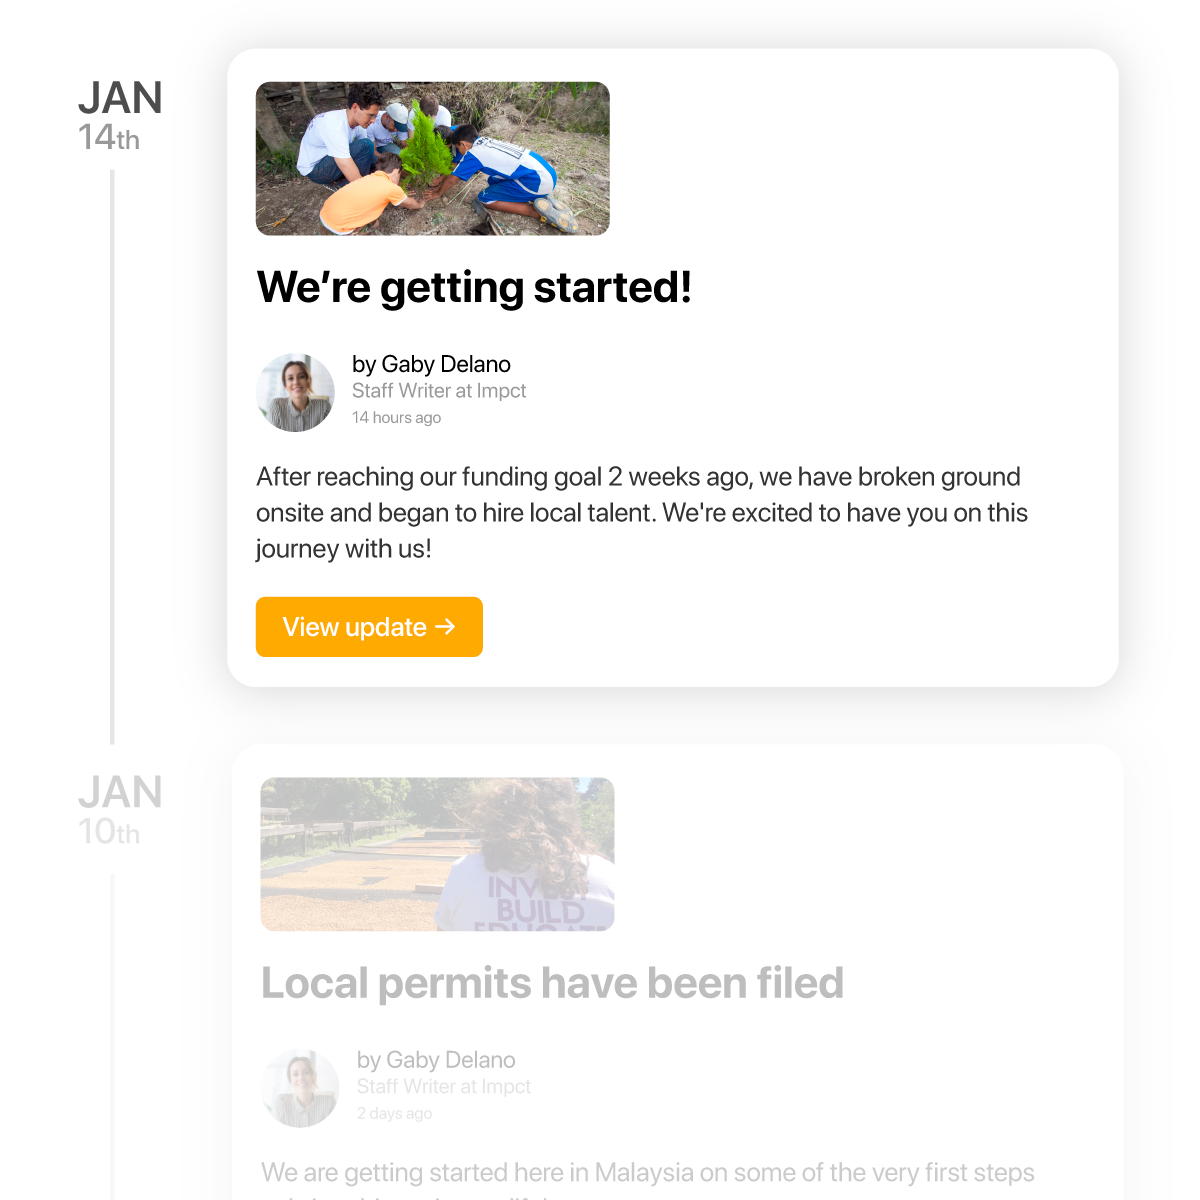 JAN
14th
We’re getting started!
by Gaby Delano
Staff Writer at Impct
14 hours ago
After reaching our funding goal 2 weeks ago, we have broken ground
onsite and began to hire local talent. We're excited to have you on this
journey with us!
View update →
JAN
10th
INVEST
BUILD
EDUCATE
Local permits have been filed
by Gaby Delano
Staff Writer at Impct
2 days ago
We are getting started here in Malaysia on some of the very first steps